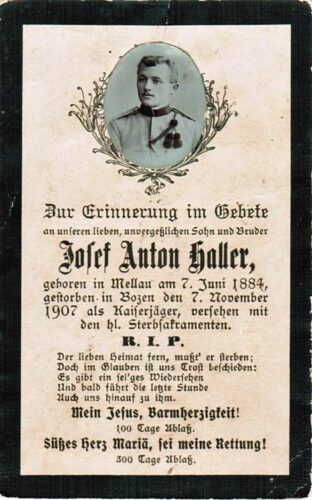 Zur Erinnerung im Gebete
an unseren lieben, unvergeßlichen Sohn und Bruder
Josef Anton Haller,
geboren in Mellau am 7. Juni 1884,
gestorben in Bozen den 7. November
1907 als Kaiserjäger, versehen mit
den hl. Sterbsakramenten.
R. I. P.
Der lieben Heimat fern, mußt' er sterben;
Doch im Glauben ist uns Trost beschieden:
Es gibt ein sel'ges Wiedersehen
Und bald führt die letzte Stunde
Auch uns hinauf zu ihm.
Mein Jesus, Barmherzigkeit!
100 Tage Ablaß.
Süßes Herz Mariä, sei meine Rettung!
300 Tage Ablaß.